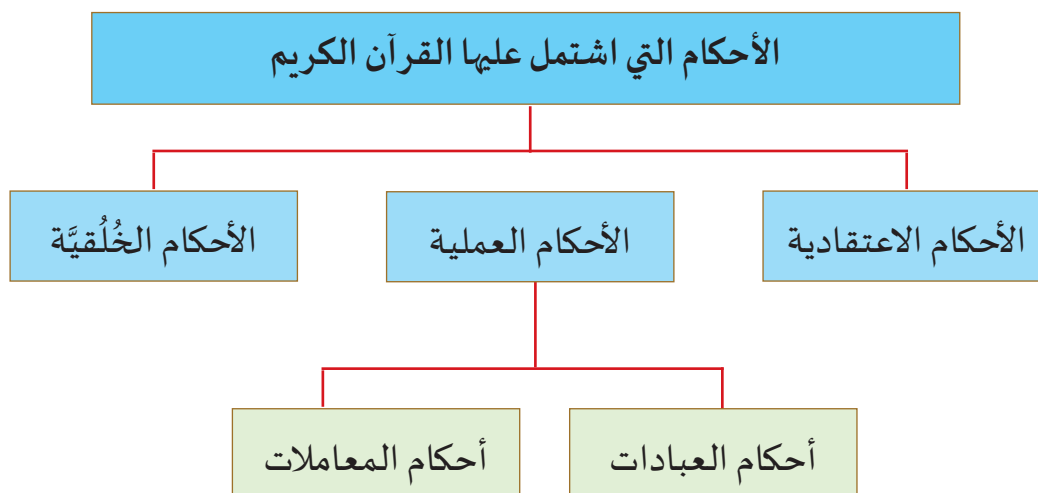 الأحكام التي اشتمل عليها القرآن الكريم
الأحكام الاعتقادية
الأحكام العملية
الأحكام الخُلُقيَّة
أحكام العبادات
أحكام المعاملات